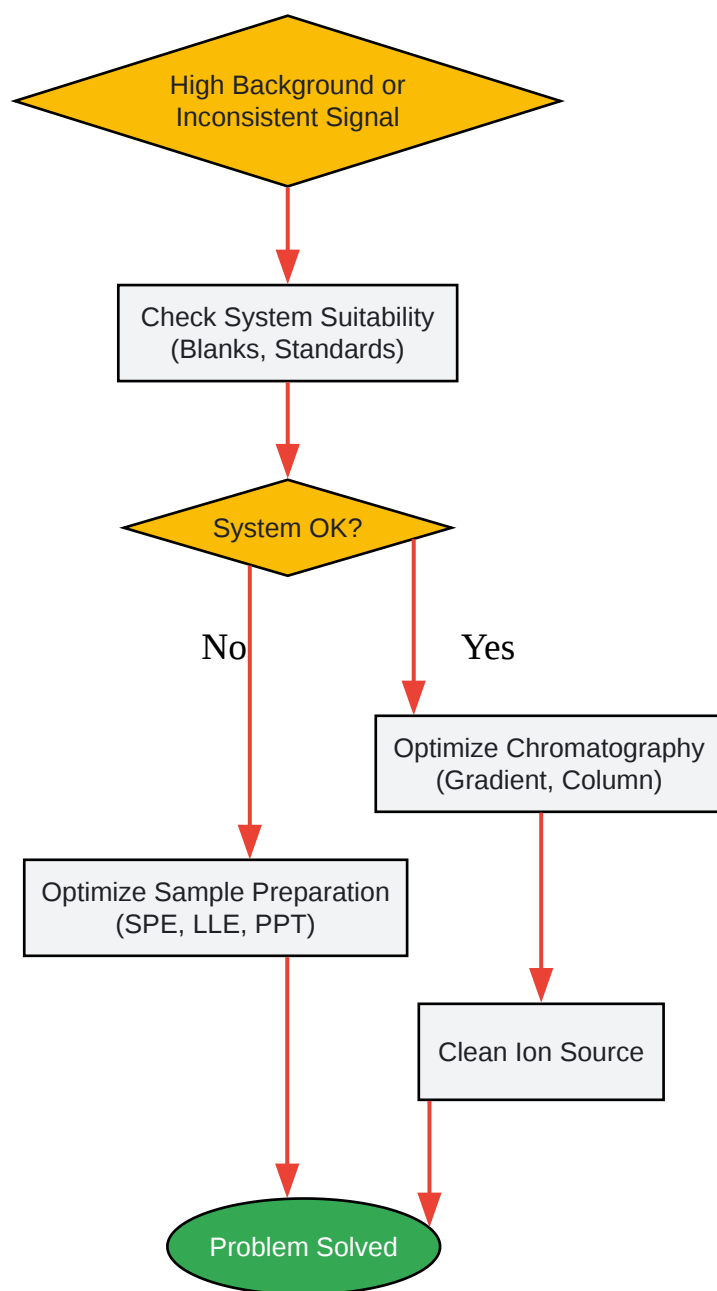 High Background or
Inconsistent Signal
Check System Suitability
(Blanks, Standards)
System OK?
No
Yes
Optimize Chromatography
(Gradient, Column)
Optimize Sample Preparation
(SPE, LLE, PPT)
Clean Ion Source
Problem Solved